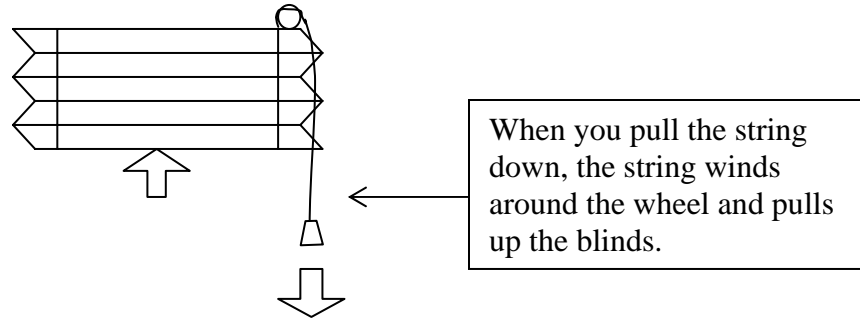 When you pull the string
down, the string winds
around the wheel and pulls
up the blinds.